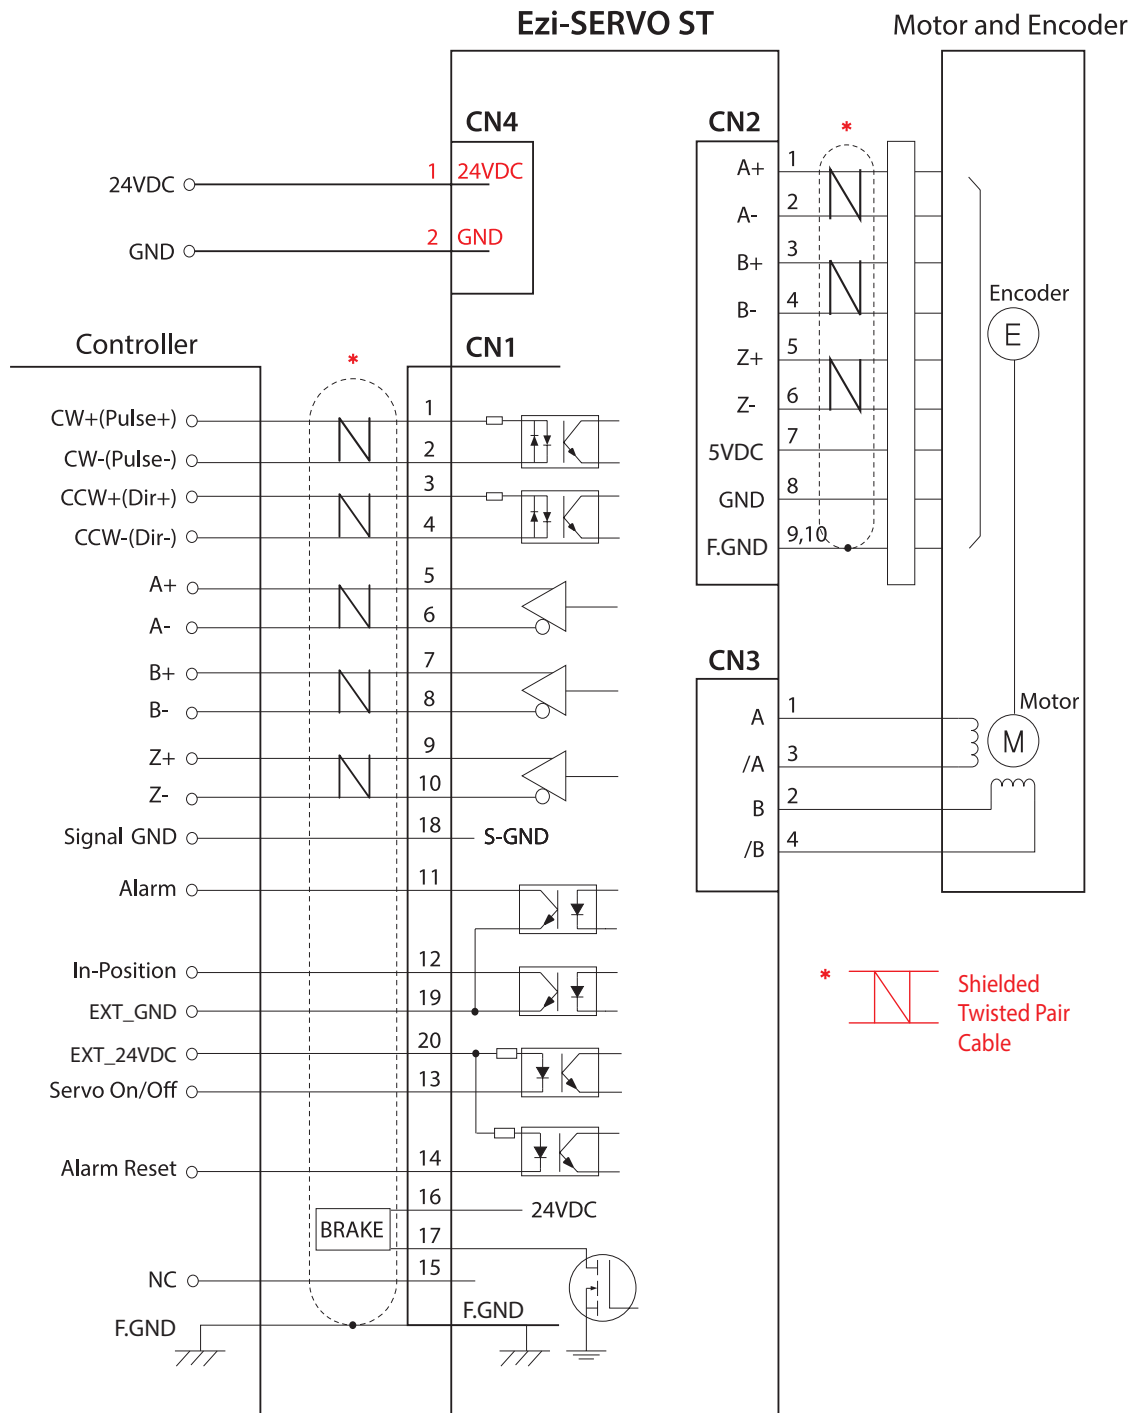 Ezi-SERVO ST
Motor and Encoder
CN4
24VDC 1 24VDC
GND 2 GND
CN2
*
A+ 1
A- 2
B+ 3
B- 4
Z+ 5
Z- 6
5VDC 7
GND 8
F.GND 9,10
Encoder
E
Controller
*
CN1
CW+(Pulse+) 1
CW-(Pulse-) 2
CCW+(Dir+) 3
CCW-(Dir-) 4
A+ 5
A- 6
B+ 7
B- 8
Z+ 9
Z- 10
Signal GND 18 S-GND
Alarm 11
In-Position 12
EXT_GND 19
EXT_24VDC 20
Servo On/Off 13
Alarm Reset 14
BRAKE
16 24VDC
17
NC 15
F.GND F.GND
CN3
A 1
/A 3
B 2
/B 4
Motor
M
* Shielded
Twisted Pair
Cable